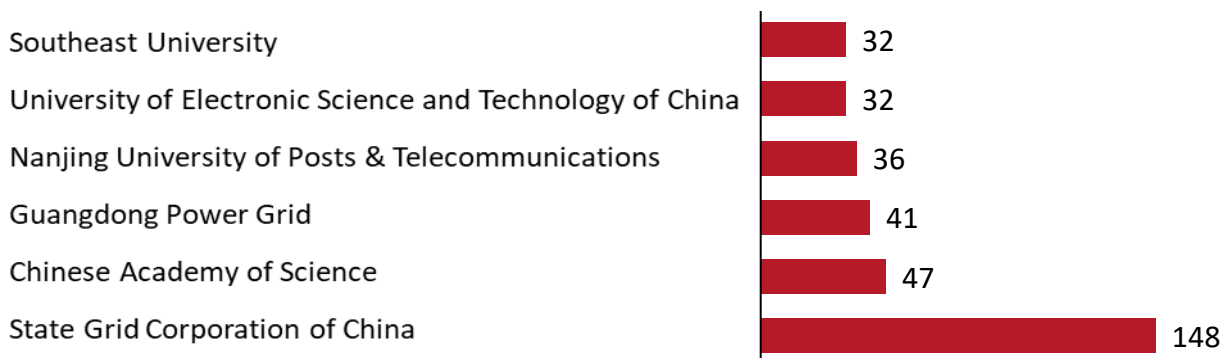 Southeast University 32
University of Electronic Science and Technology of China 32
Nanjing University of Posts & Telecommunications 36
Guangdong Power Grid 41
Chinese Academy of Science 47
State Grid Corporation of China 148